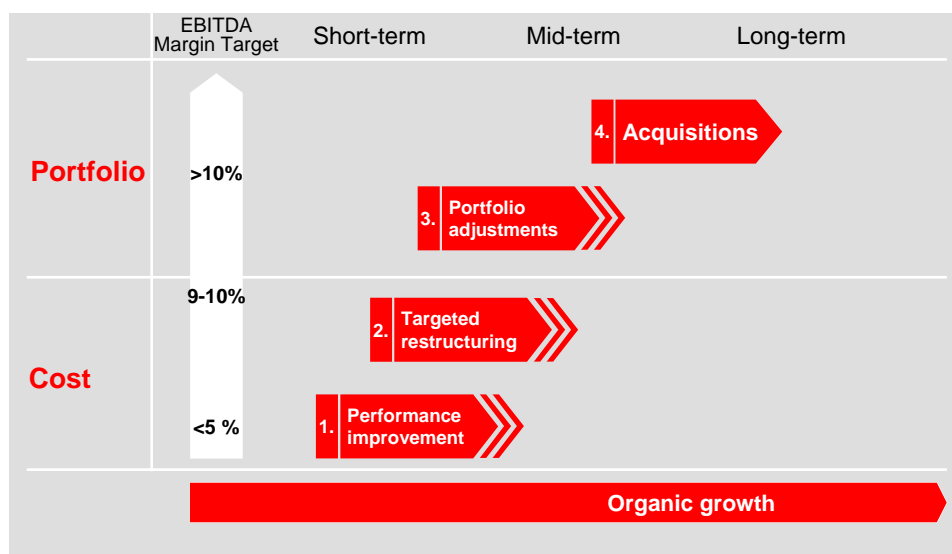 EBITDA
Margin Target
Short-term
Mid-term
Long-term
Portfolio
>10%
4. Acquisitions
3. Portfolio
adjustments
9-10%
2. Targeted
restructuring
Cost
<5 %
1. Performance
improvement
Organic growth